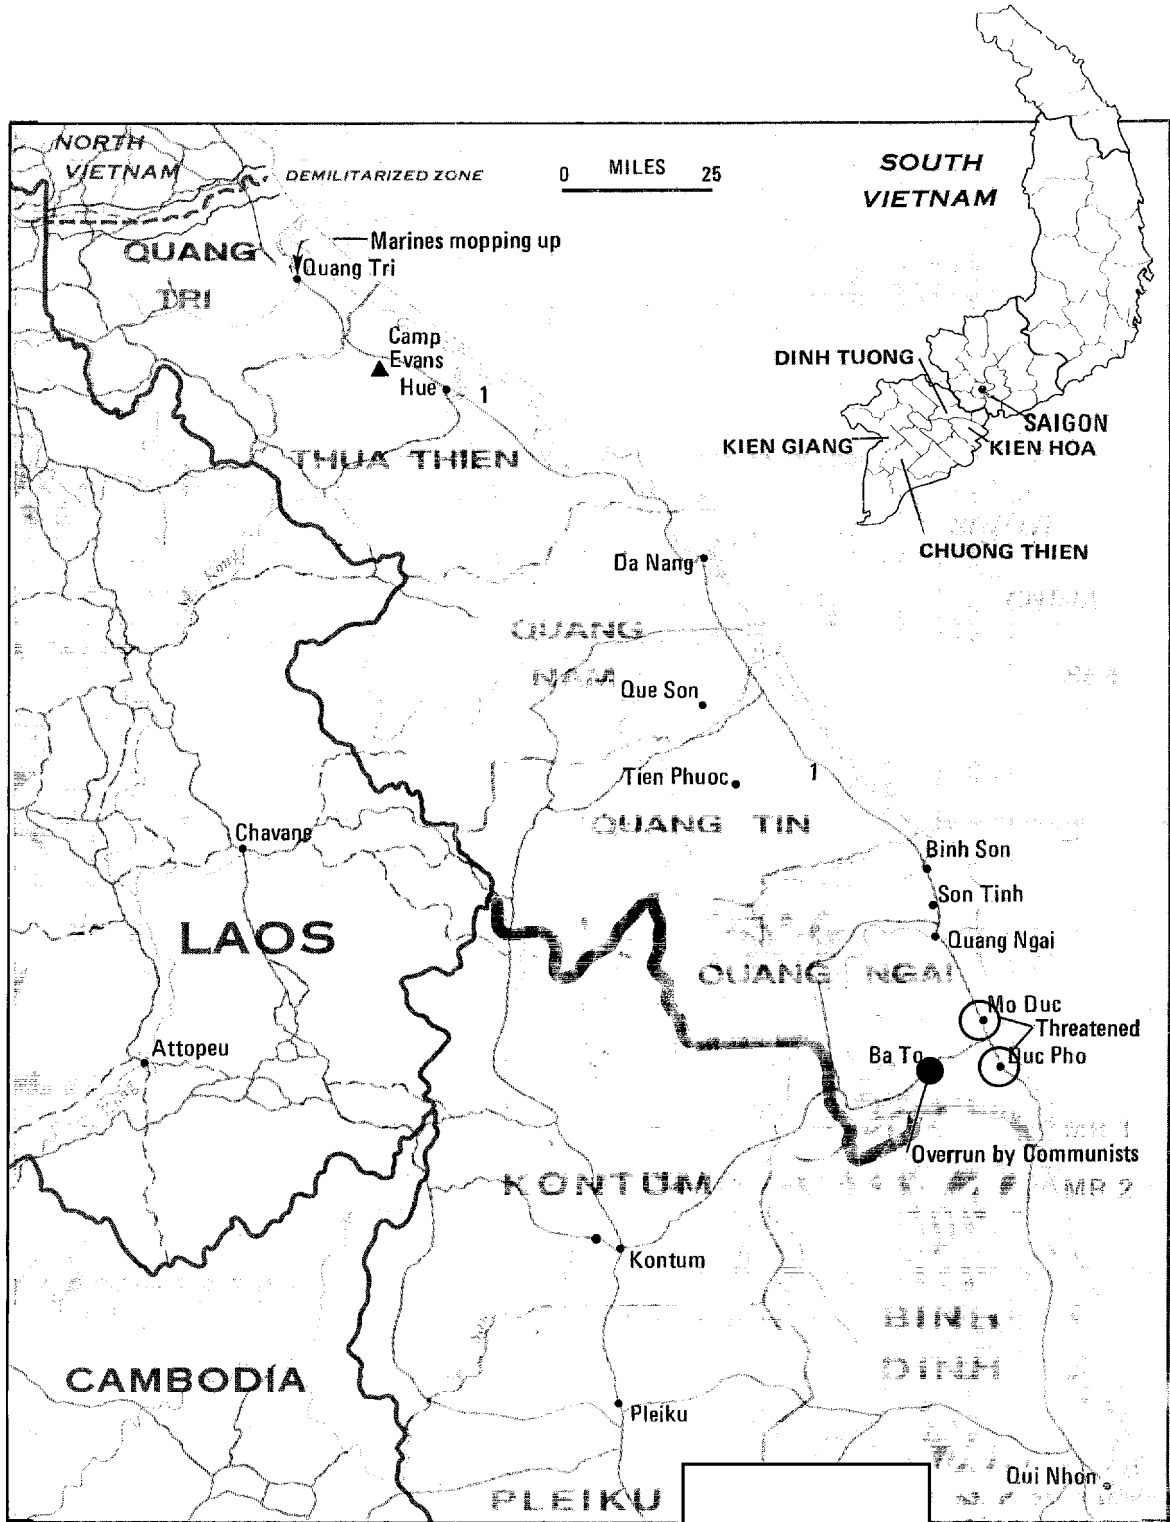 NORTH
VIETNAM
DEMILITARIZED ZONE
0 MILES 25
SOUTH
VIETNAM
QUANG
TRI
Marines mopping up
Quang Tri
Camp
Evans
Hue
1
DINH TUONG
SAIGON
KIEN GIANG
KIEN HOA
CHUONG THIEN
THUA THIEN
Da Nang
QUANG
NAM
Que Son
Tien Phuoc
1
QUANG TIN
Chavane
Binh Son
Son Tinh
LAOS
Quang Ngai
QUANG NGAI
Mo Duc
Threatened
Attopeu
Ba To
Duc Pho
MR 1
Overrun by Communists
KONTUM
MR 2
Kontum
BINH
DINH
CAMBODIA
Pleiku
PLEIKU
Qui Nhon